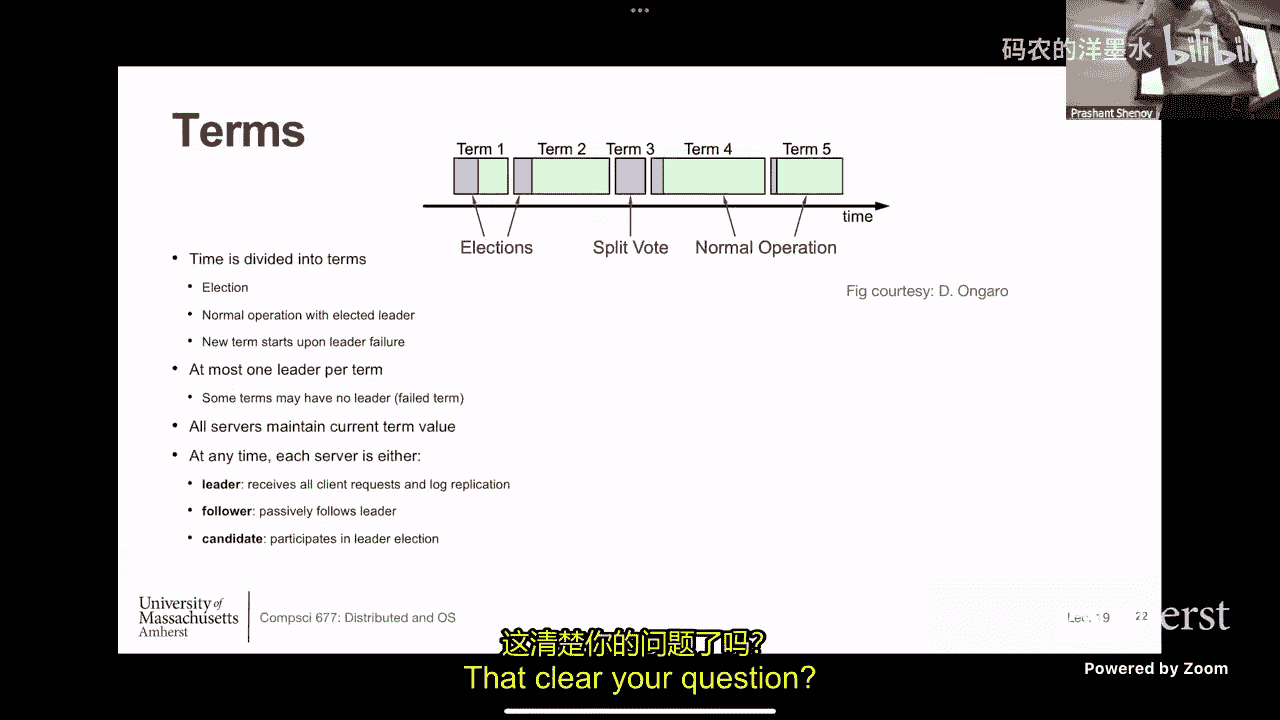 码农的洋墨水 bilibili
Prashant Shenoy
Terms
Term 1 Term 2 Term 3 Term 4 Term 5
time
Elections Split Vote Normal Operation
Fig courtesy: D. Ongaro
• Time is divided into terms
• Election
• Normal operation with elected leader
• New term starts upon leader failure
• At most one leader per term
• Some terms may have no leader (failed term)
• All servers maintain current term value
• At any time, each server is either:
• leader: receives all client requests and log replication
• follower: passively follows leader
• candidate: participates in leader election
University of
Massachusetts
Amherst
Compsci 677: Distributed and OS
Lec. 19 22
erst
这清楚你的问题了吗?
That clear your question?
Powered by Zoom